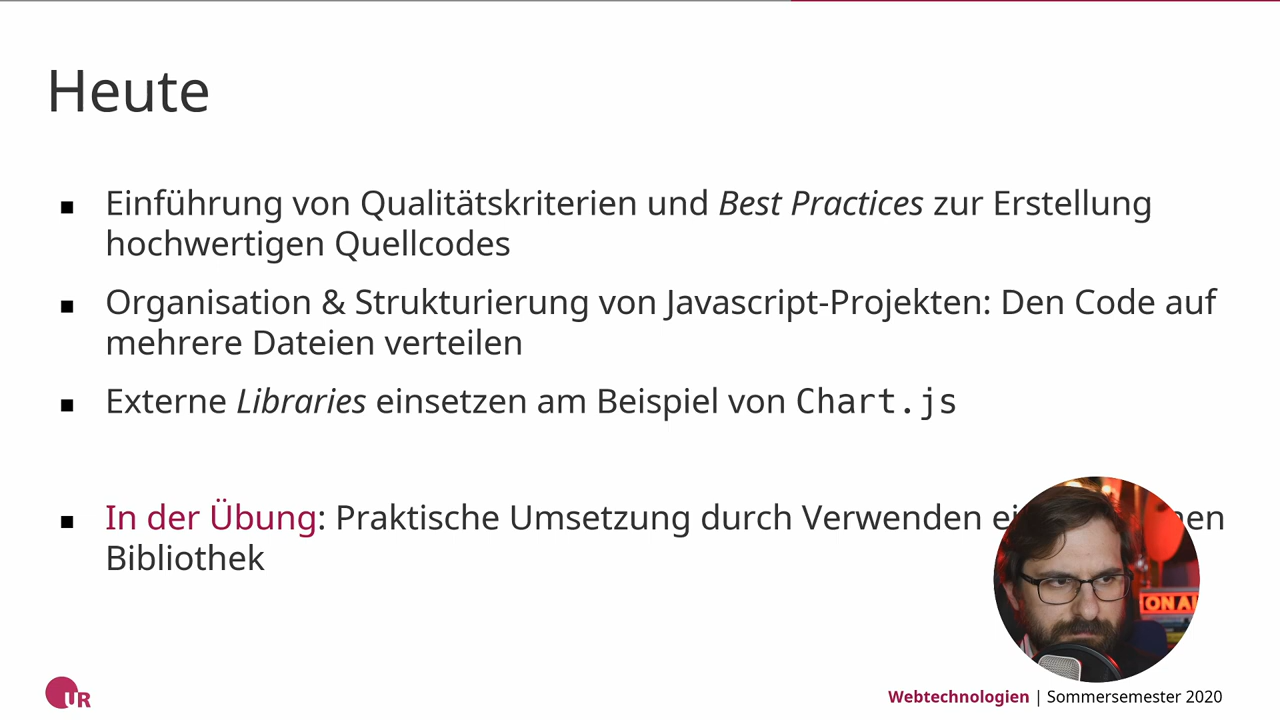 Heute
Einführung von Qualitätskriterien und Best Practices zur Erstellung
hochwertigen Quellcodes
Organisation & Strukturierung von Javascript-Projekten: Den Code auf
mehrere Dateien verteilen
Externe Libraries einsetzen am Beispiel von Chart.js
In der Übung: Praktische Umsetzung durch Verwenden
Bibliothek
ON
UR
Webtechnologien | Sommersemester 2020